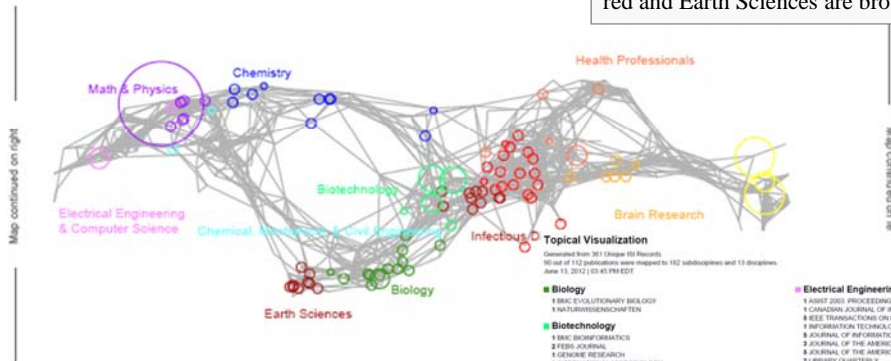 red and Earth Sciences are bro
Health Professionals
Chemistry
Math & Physics
Map continued on right
Biotechnology
Electrical Engineering
& Computer Science
Chemical, Mechanical, & Civil Engineering
Brain Research
Infectious D
Biology
Earth Sciences
Topical Visualization
Generated from 361 Unique ISI Records
90 out of 112 publications were mapped to 182 subdisciplines and 13 disciplines.
June 13, 2012 | 03:45 PM EDT
Biology
1 BMC EVOLUTIONARY BIOLOGY
1 NATURWISSENSCHAFTEN
Biotechnology
1 BMC BIOINFORMATICS
2 FEBS JOURNAL
1 GENOME RESEARCH
Electrical Engineerin
1 ASIST 2003: PROCEEDING
1 CANADIAN JOURNAL OF I
5 IEEE TRANSACTIONS ON
1 INFORMATION TECHNOLO
5 JOURNAL OF INFORMATIO
3 JOURNAL OF THE AMERIC
5 JOURNAL OF THE AMERIC